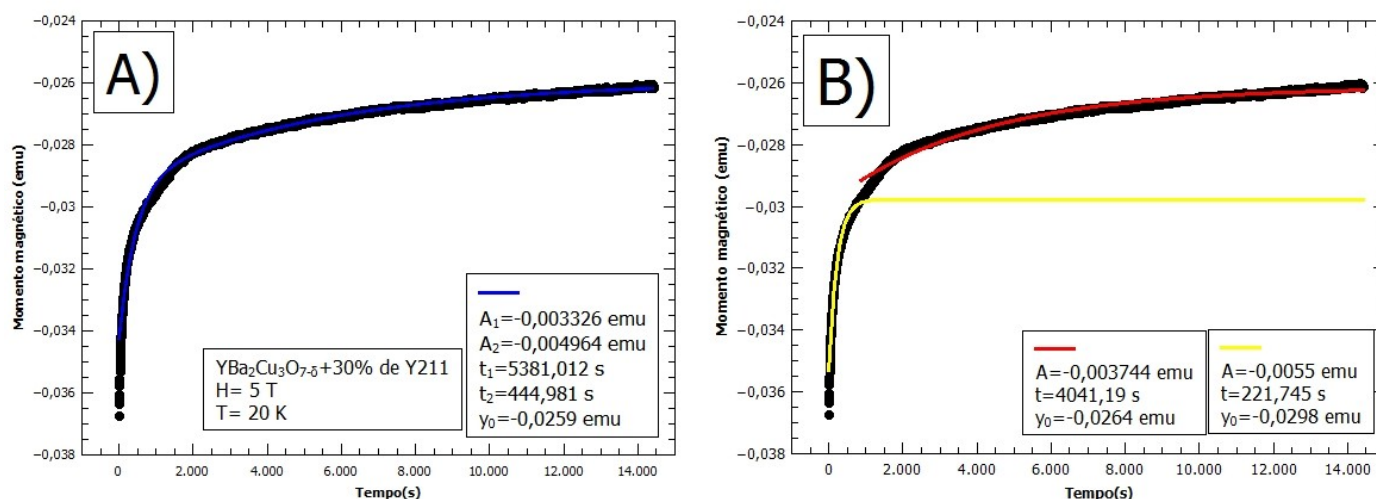 A)
Momento magnético (emu)
−0,024
−0,026
−0,028
−0,03
−0,032
−0,034
−0,036
−0,038
YBa₂Cu₃O₇₋δ+30% de Y211
H= 5 T
T= 20 K
A₁=-0,003326 emu
A₂=-0,004964 emu
t₁=5381,012 s
t₂=444,981 s
y₀=-0,0259 emu
0 2.000 4.000 6.000 8.000 10.000 12.000 14.000
Tempo(s)
B)
Momento magnético (emu)
−0,024
−0,026
−0,028
−0,03
−0,032
−0,034
−0,036
−0,038
A=-0,003744 emu
t=4041,19 s
y₀=-0,0264 emu
A=-0,0055 emu
t=221,745 s
y₀=-0,0298 emu
0 2.000 4.000 6.000 8.000 10.000 12.000 14.000
Tempo(s)